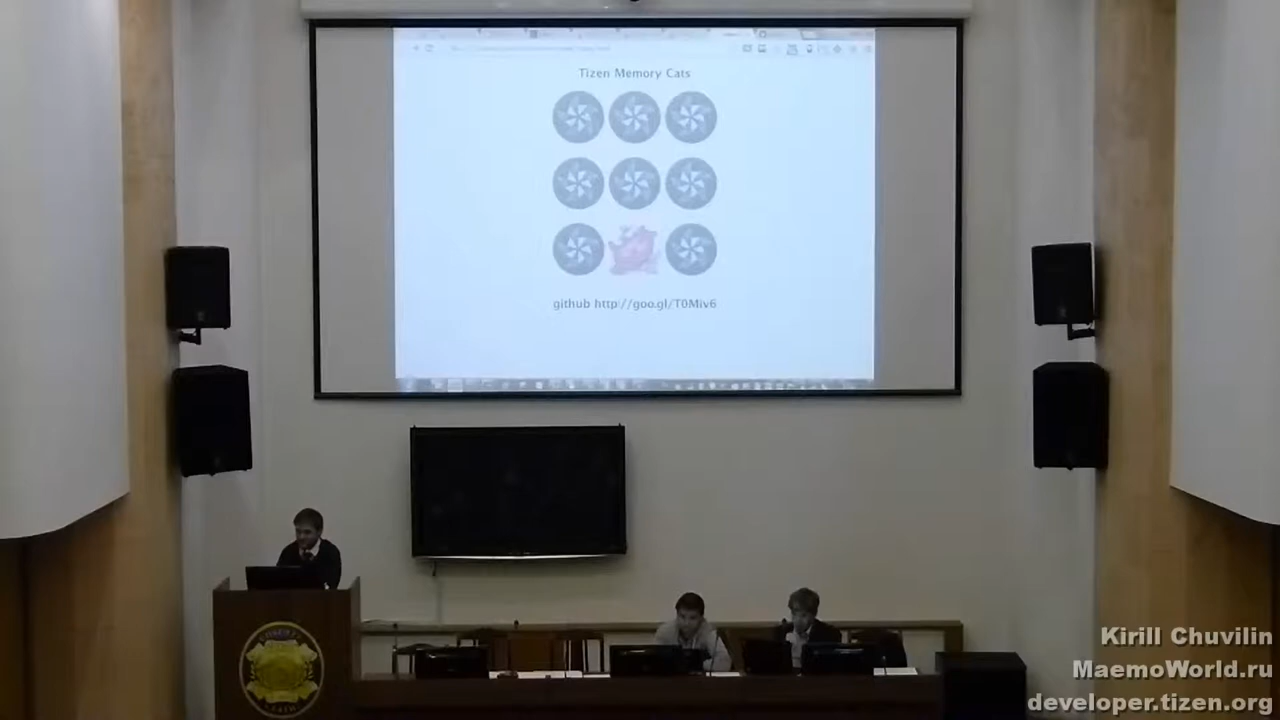 Tizen Memory Cats
github http://goo.gl/T0Miv6
Kirill Chuvilin
MaemoWorld.ru
developer.tizen.org